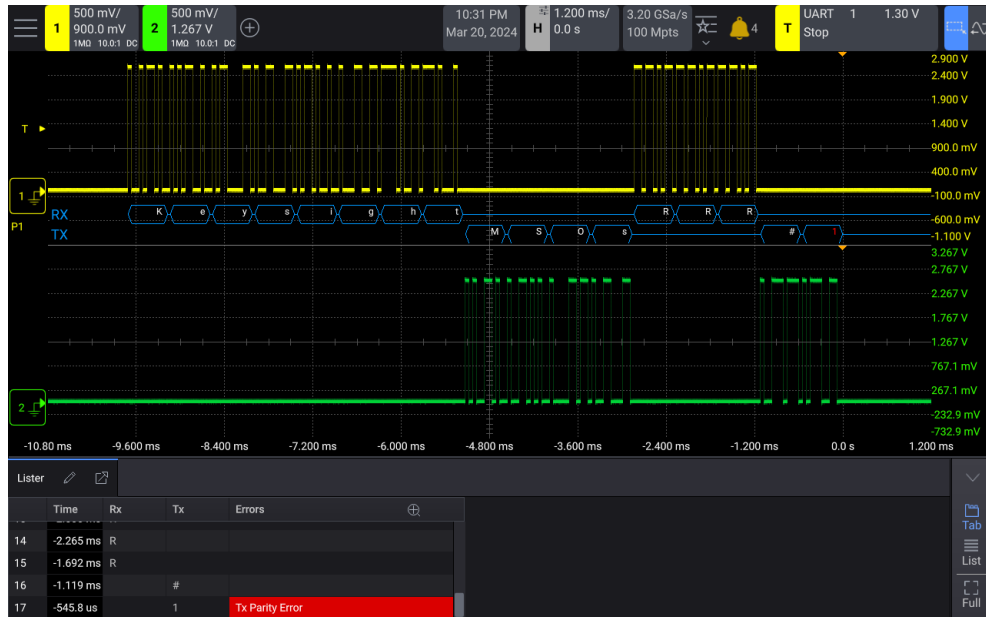 1 500 mV/ 900.0 mV 1MΩ 10.0:1 DC
2 500 mV/ 1.267 V 1MΩ 10.0:1 DC
10:31 PM
Mar 20, 2024
H 1.200 ms/ 0.0 s
3.20 GSa/s
100 Mpts
4
T UART 1 1.30 V
Stop
2.900 V
2.400 V
1.900 V
T 1.400 V
900.0 mV
400.0 mV
1 -100.0 mV
RX K e y s i g h t R R R -600.0 mV
P1
TX M S O s # 1 -1.100 V
3.267 V
2.767 V
2.267 V
1.767 V
1.267 V
767.1 mV
267.1 mV
2 -232.9 mV
-732.9 mV
-10.80 ms -9.600 ms -8.400 ms -7.200 ms -6.000 ms -4.800 ms -3.600 ms -2.400 ms -1.200 ms 0.0 s 1.200 ms
Lister
Time Rx Tx Errors
14 -2.265 ms R
15 -1.692 ms R
16 -1.119 ms #
17 -545.8 us 1 Tx Parity Error
Tab
List
Full